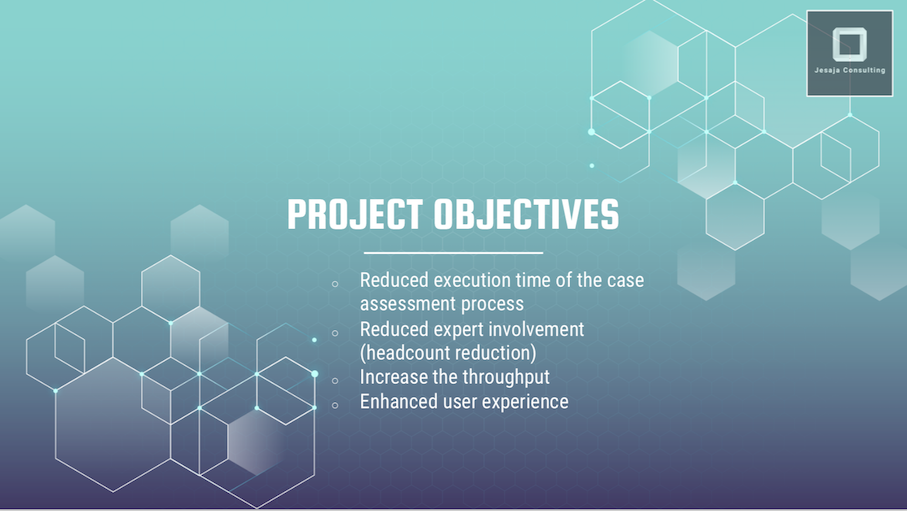 Jesaja Consulting
PROJECT OBJECTIVES
Reduced execution time of the case
assessment process
Reduced expert involvement
(headcount reduction)
Increase the throughput
Enhanced user experience